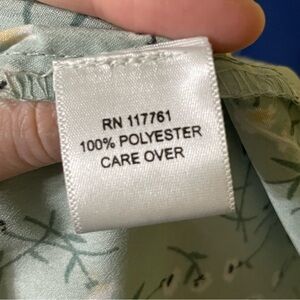 RN 117761
100% POLYESTER
CARE OVER